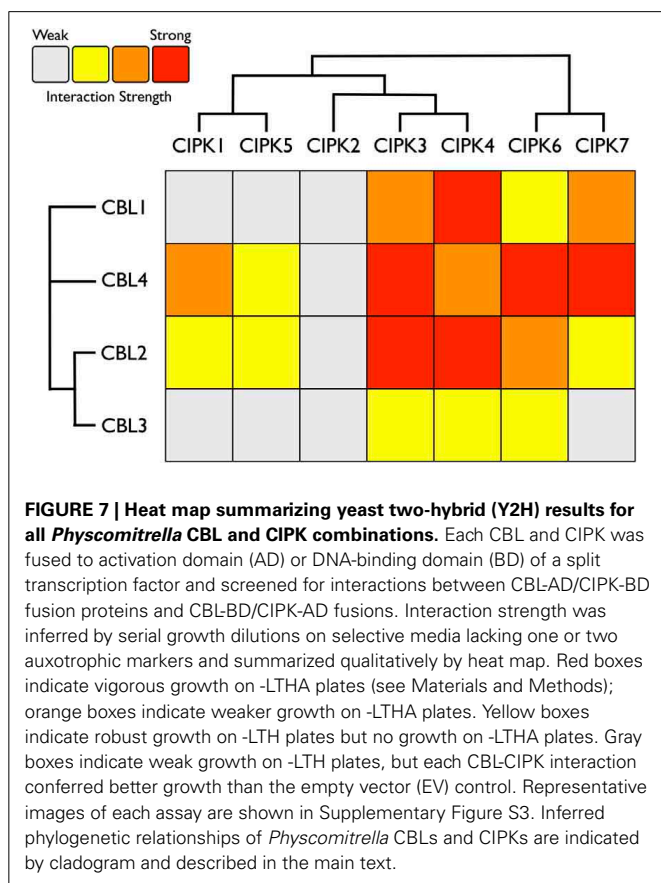 Weak Strong
Interaction Strength
CIPK1 CIPK5 CIPK2 CIPK3 CIPK4 CIPK6 CIPK7
CBL1
CBL4
CBL2
CBL3
FIGURE 7 | Heat map summarizing yeast two-hybrid (Y2H) results for
all Physcomitrella CBL and CIPK combinations. Each CBL and CIPK was
fused to activation domain (AD) or DNA-binding domain (BD) of a split
transcription factor and screened for interactions between CBL-AD/CIPK-BD
fusion proteins and CBL-BD/CIPK-AD fusions. Interaction strength was
inferred by serial growth dilutions on selective media lacking one or two
auxotrophic markers and summarized qualitatively by heat map. Red boxes
indicate vigorous growth on -LTHA plates (see Materials and Methods);
orange boxes indicate weaker growth on -LTHA plates. Yellow boxes
indicate robust growth on -LTH plates but no growth on -LTHA plates. Gray
boxes indicate weak growth on -LTH plates, but each CBL-CIPK interaction
conferred better growth than the empty vector (EV) control. Representative
images of each assay are shown in Supplementary Figure S3. Inferred
phylogenetic relationships of Physcomitrella CBLs and CIPKs are indicated
by cladogram and described in the main text.